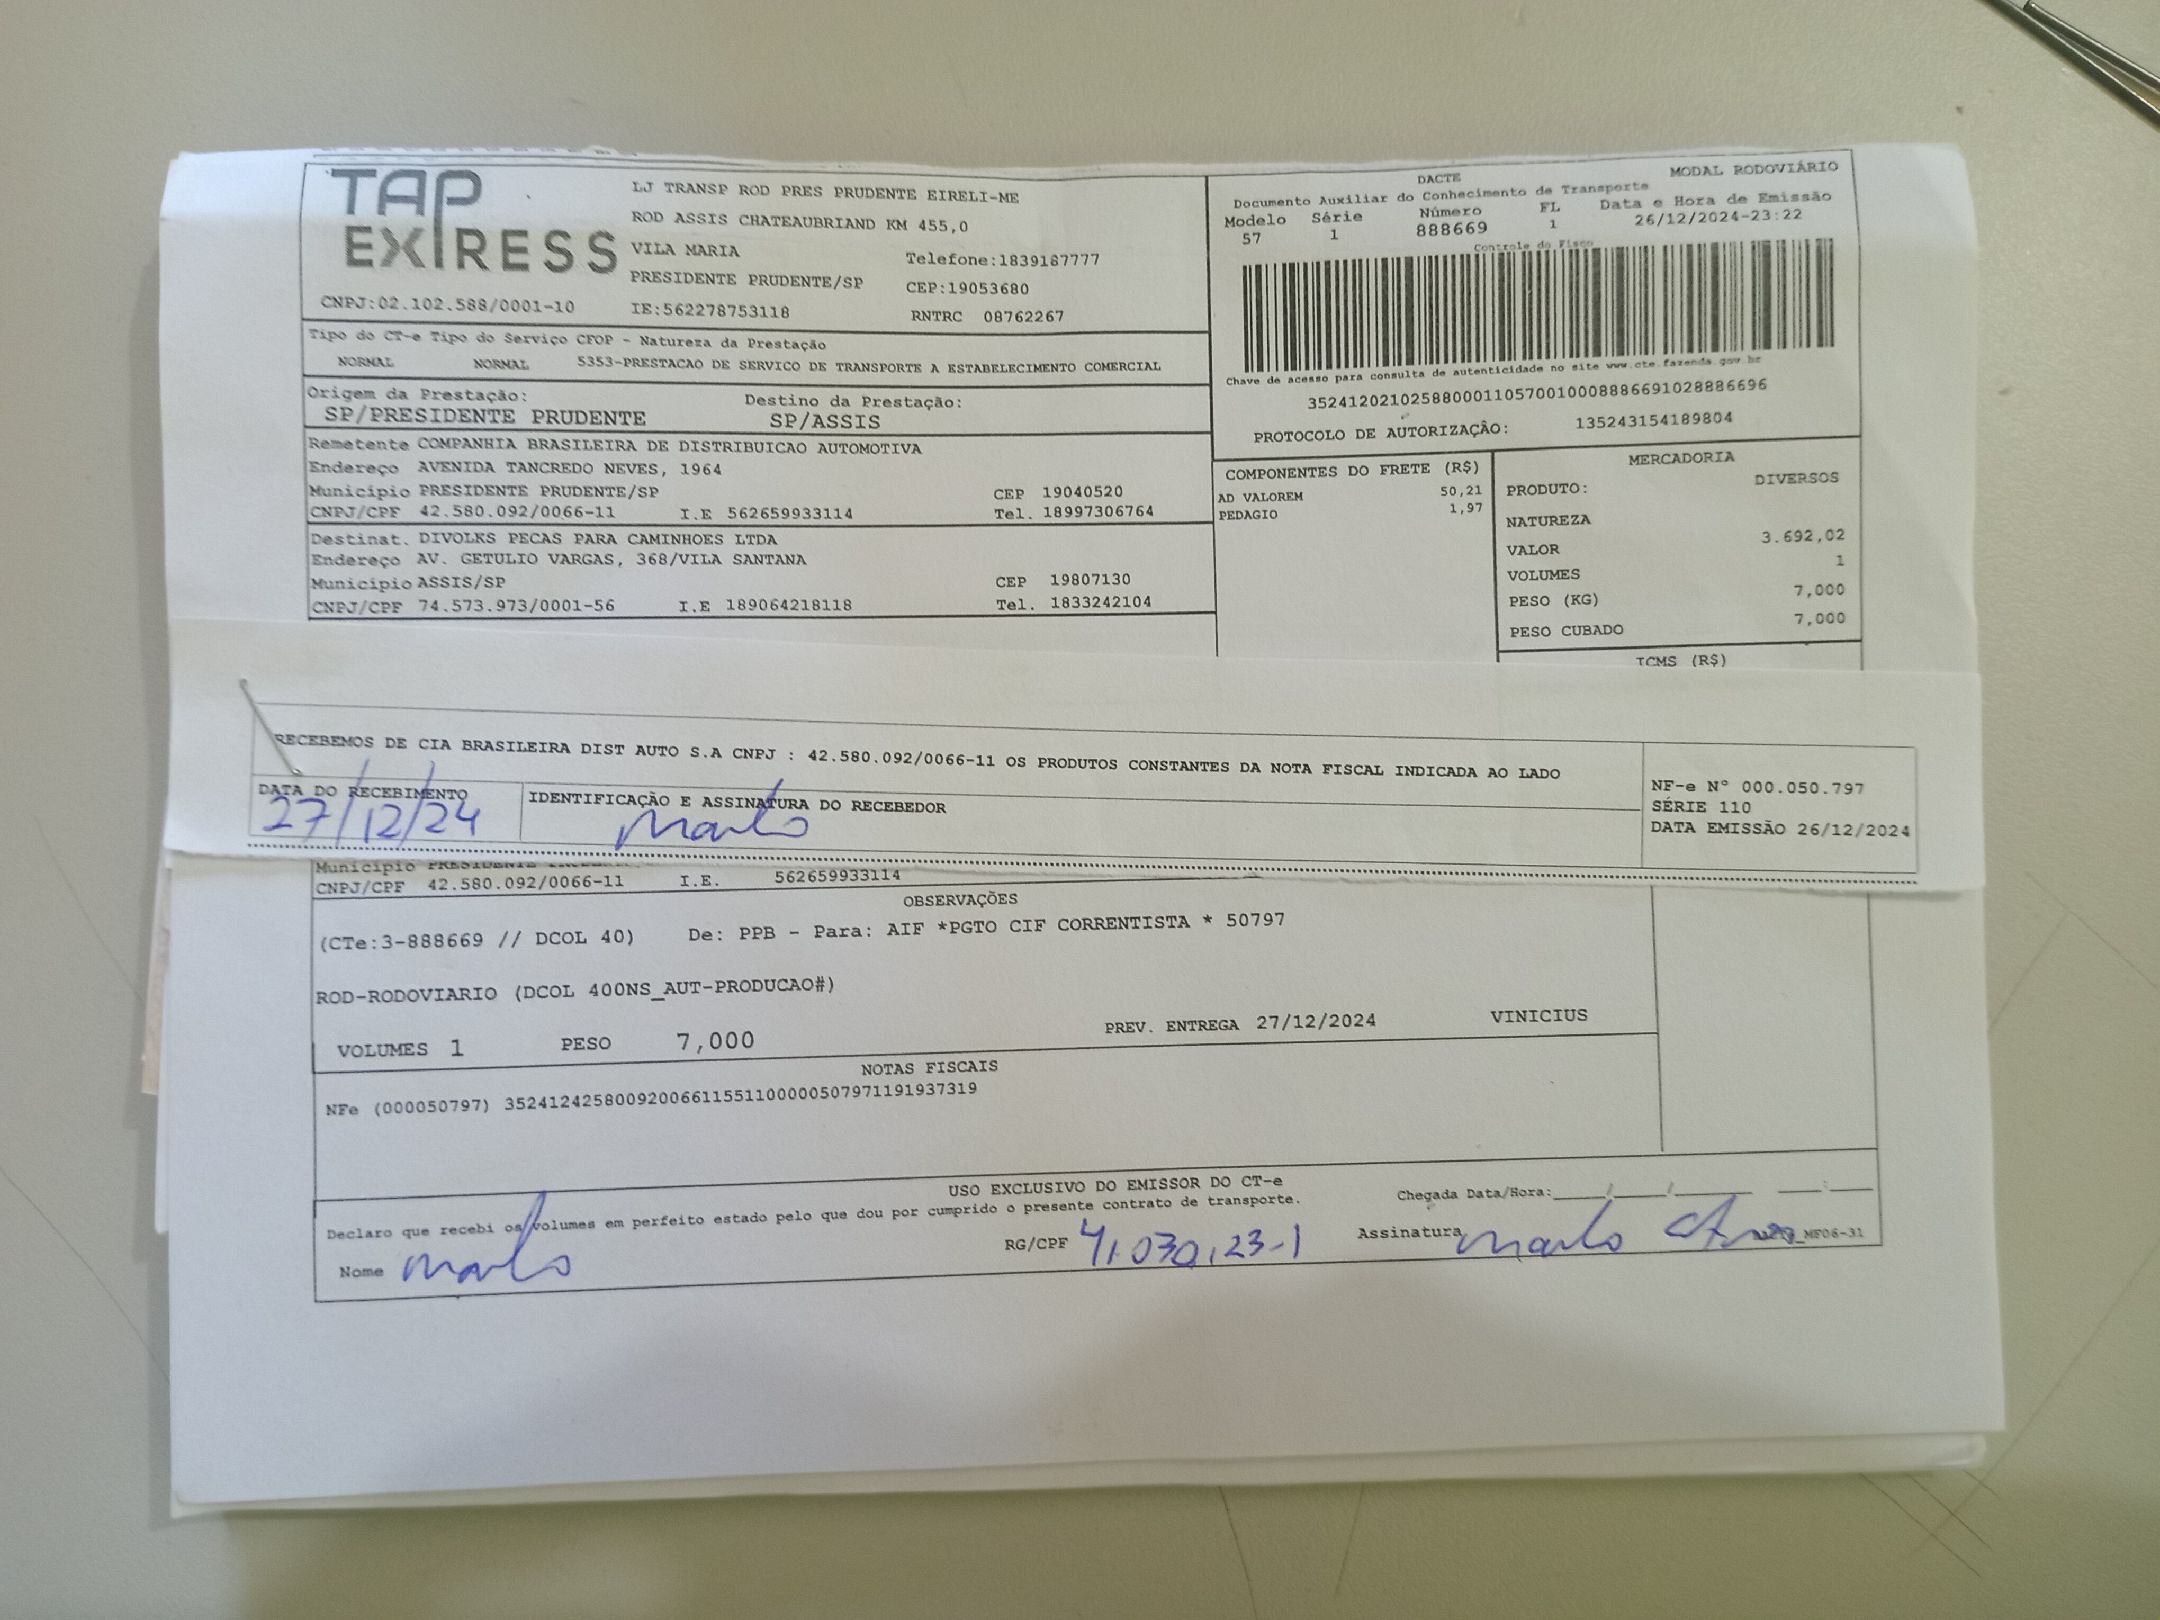 TAP EXPRESS
LJ TRANSP ROD PRES PRUDENTE EIRELI-ME
ROD ASSIS CHATEAUBRIAND KM 455,0
VILA MARIA Telefone:1839187777
PRESIDENTE PRUDENTE/SP CEP:19053680
CNPJ:02.102.588/0001-10 IE:562278753118 RNTRC 08762267
DACTE MODAL RODOVIÁRIO
Documento Auxiliar do Conhecimento de Transporte
Modelo Série Número FL Data e Hora de Emissão
57 1 888669 1 26/12/2024-23:22
Controle do Fisco
Chave de acesso para consulta de autenticidade no site www.cte.fazenda.gov.br
35241202102588000110570010008886691028886696
PROTOCOLO DE AUTORIZAÇÃO: 135243154189804
Tipo do CT-e Tipo do Serviço CFOP - Natureza da Prestação
NORMAL NORMAL 5353-PRESTACAO DE SERVICO DE TRANSPORTE A ESTABELECIMENTO COMERCIAL
Origem da Prestação: Destino da Prestação:
SP/PRESIDENTE PRUDENTE SP/ASSIS
Remetente COMPANHIA BRASILEIRA DE DISTRIBUICAO AUTOMOTIVA
Endereço AVENIDA TANCREDO NEVES, 1964
Município PRESIDENTE PRUDENTE/SP CEP 19040520
CNPJ/CPF 42.580.092/0066-11 I.E 562659933114 Tel. 18997306764
Destinat. DIVOLKS PECAS PARA CAMINHOES LTDA
Endereço AV. GETULIO VARGAS, 368/VILA SANTANA
Município ASSIS/SP CEP 19807130
CNPJ/CPF 74.573.973/0001-56 I.E 189064218118 Tel. 1833242104
COMPONENTES DO FRETE (R$)
AD VALOREM 50,21
PEDAGIO 1,97
MERCADORIA
PRODUTO: DIVERSOS
NATUREZA
VALOR 3.692,02
VOLUMES 1
PESO (KG) 7,000
PESO CUBADO 7,000
ICMS (R$)
RECEBEMOS DE CIA BRASILEIRA DIST AUTO S.A CNPJ : 42.580.092/0066-11 OS PRODUTOS CONSTANTES DA NOTA FISCAL INDICADA AO LADO
DATA DO RECEBIMENTO IDENTIFICAÇÃO E ASSINATURA DO RECEBEDOR
27/12/24
NF-e N° 000.050.797
SÉRIE 110
DATA EMISSÃO 26/12/2024
Município PRESIDENTE
CNPJ/CPF 42.580.092/0066-11 I.E. 562659933114
OBSERVAÇÕES
(CTe:3-888669 // DCOL 40) De: PPB - Para: AIF *PGTO CIF CORRENTISTA * 50797
ROD-RODOVIARIO (DCOL 400NS_AUT-PRODUCAO#)
VOLUMES 1 PESO 7,000 PREV. ENTREGA 27/12/2024 VINICIUS
NOTAS FISCAIS
NFe (000050797) 35241242580092006611551100000507971191937319
USO EXCLUSIVO DO EMISSOR DO CT-e
Declaro que recebi os volumes em perfeito estado pelo que dou por cumprido o presente contrato de transporte.
Chegada Data/Hora:
Nome RG/CPF 41.030.23-1 Assinatura
MF06-31